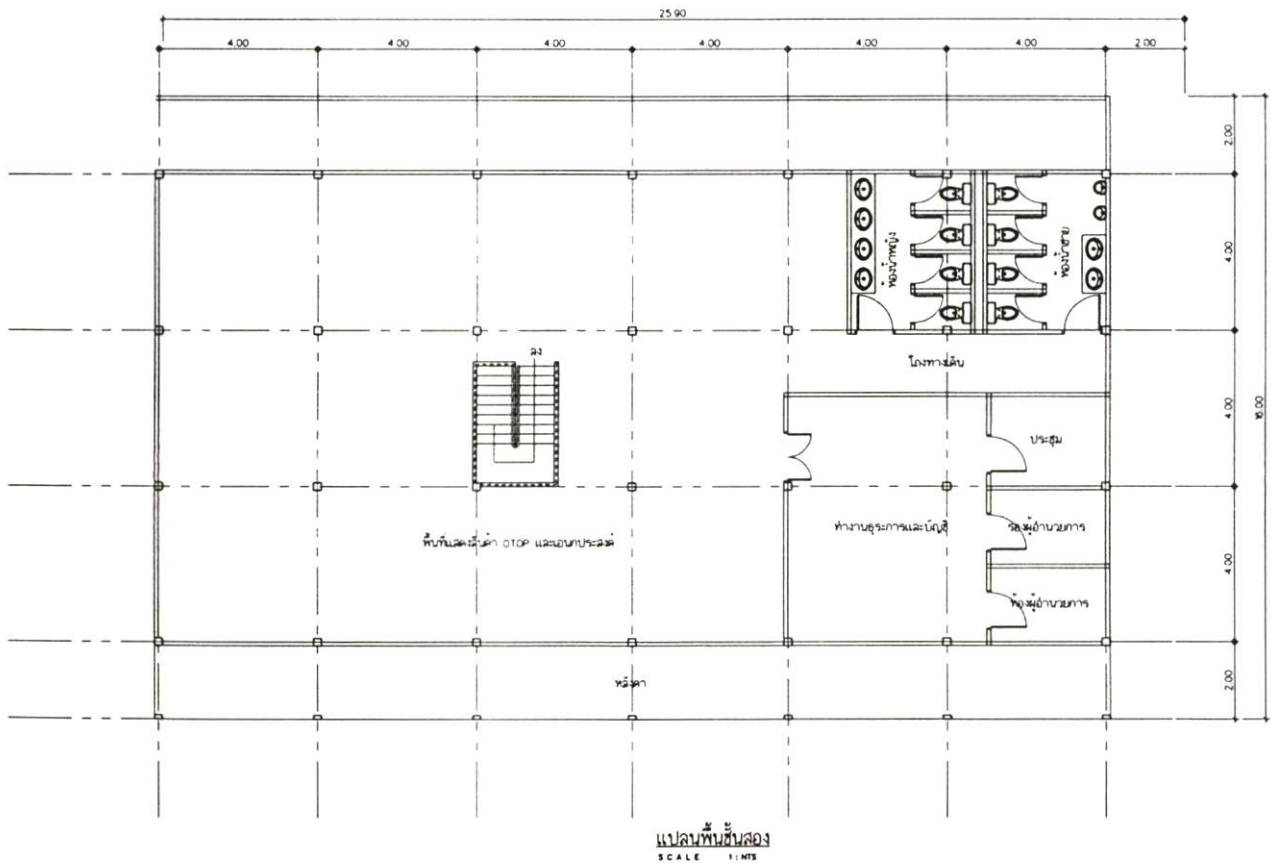 25.90
4.00 4.00 4.00 4.00 4.00 4.00 2.00
2.00
ห้องน้ำหญิง
ห้องน้ำชาย
4.00
ลง
โถงทางเดิน
4.00
16.00
ประชุม
พื้นที่แสดงสินค้า OTOP และเอนกประสงค์
ทำงานธุรการและบัญชี
รองผู้อำนวยการ
4.00
ห้องผู้อำนวยการ
หลังคา
2.00
แปลนพื้นชั้นสอง
SCALE 1:NTS